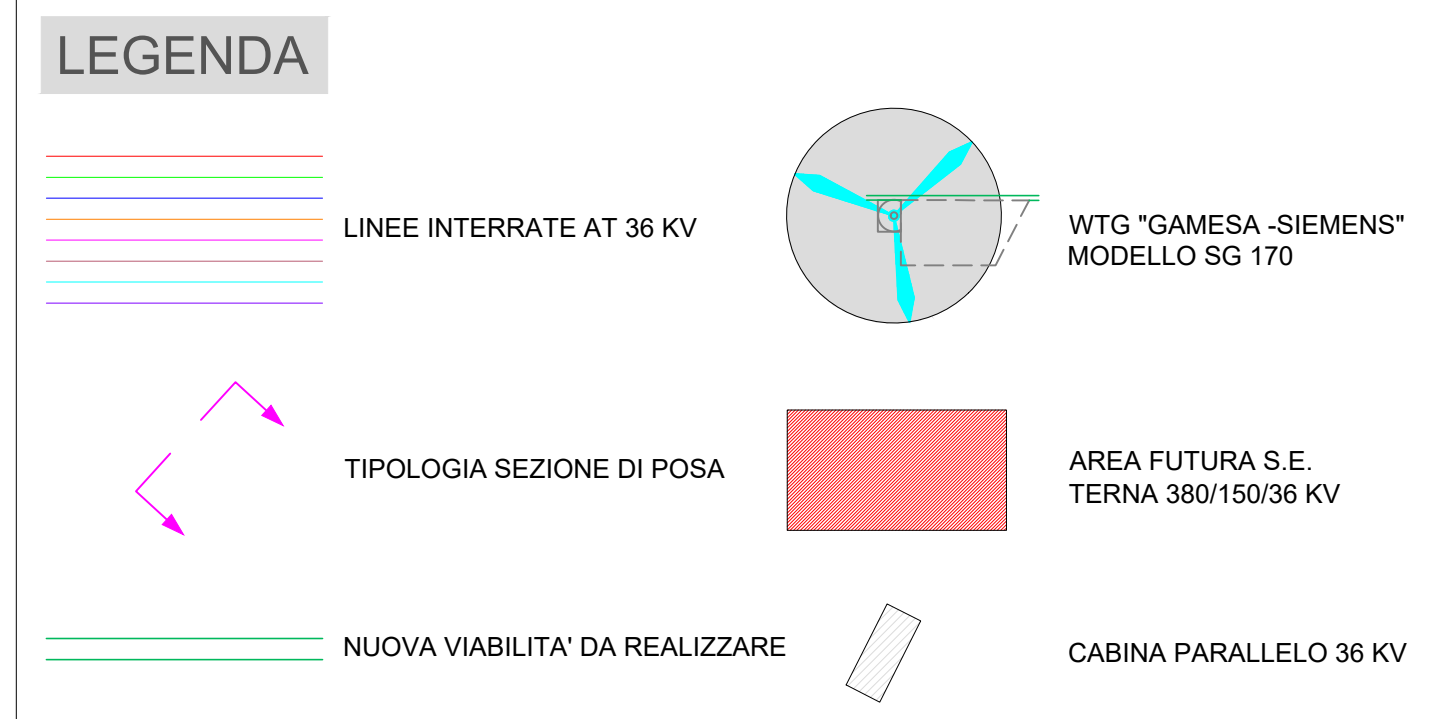 LEGENDA
LINEE INTERRATE AT 36 KV
WTG "GAMESA -SIEMENS"
MODELLO SG 170
TIPOLOGIA SEZIONE DI POSA
AREA FUTURA S.E.
TERNA 380/150/36 KV
NUOVA VIABILITA' DA REALIZZARE
CABINA PARALLELO 36 KV